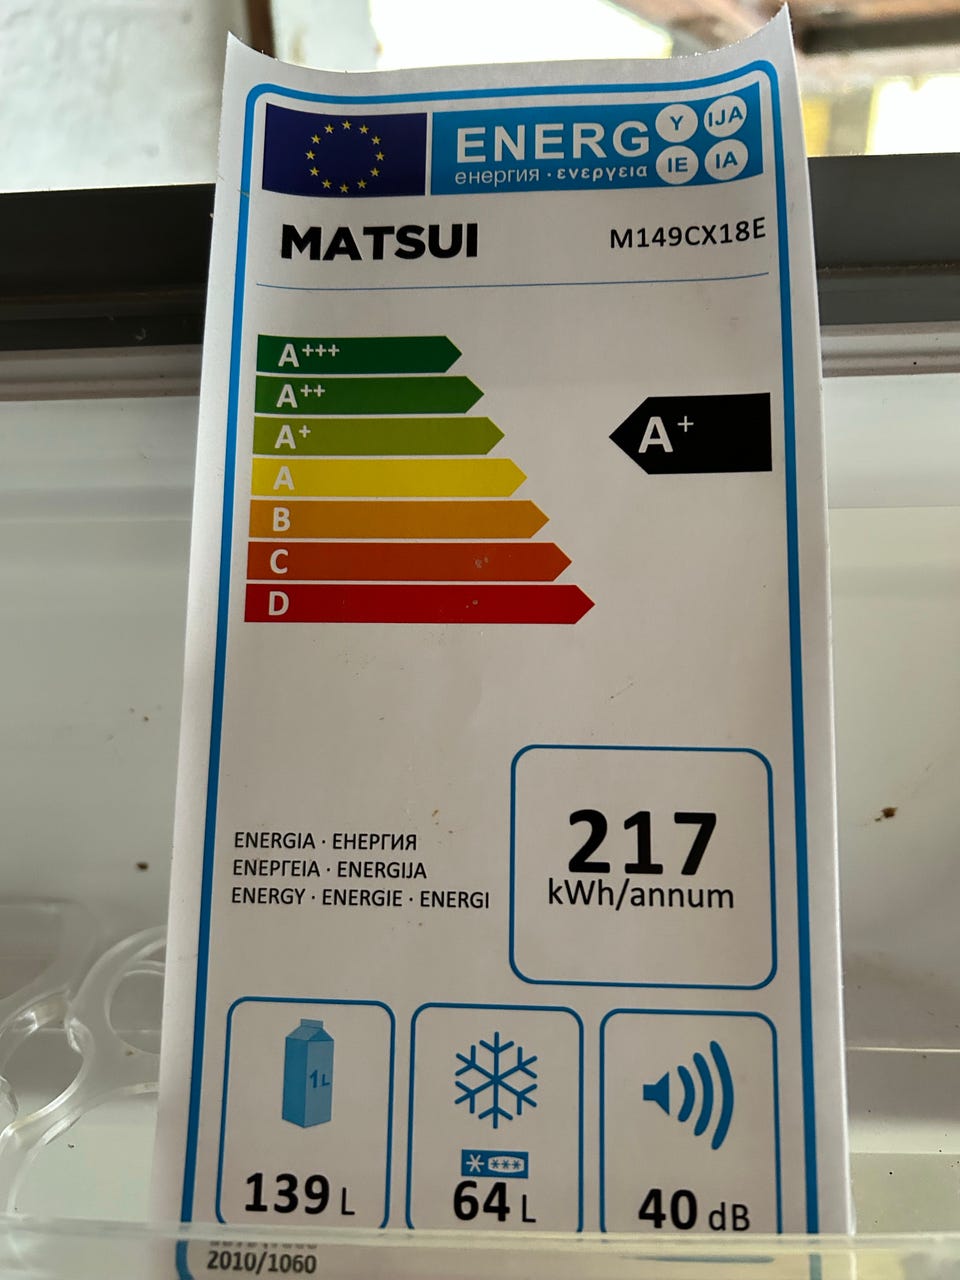 ENERG Y IJA
енергия · ενεργεια IE IA
MATSUI M149CX18E
A+++
A++
A+ A+
A
B
C
D
ENERGIA · ЕНЕРГИЯ
ΕΝΕΡΓΕΙΑ · ENERGIJA
ENERGY · ENERGIE · ENERGI
217
kWh/annum
1L
139 L
64 L
40 dB
2010/1060